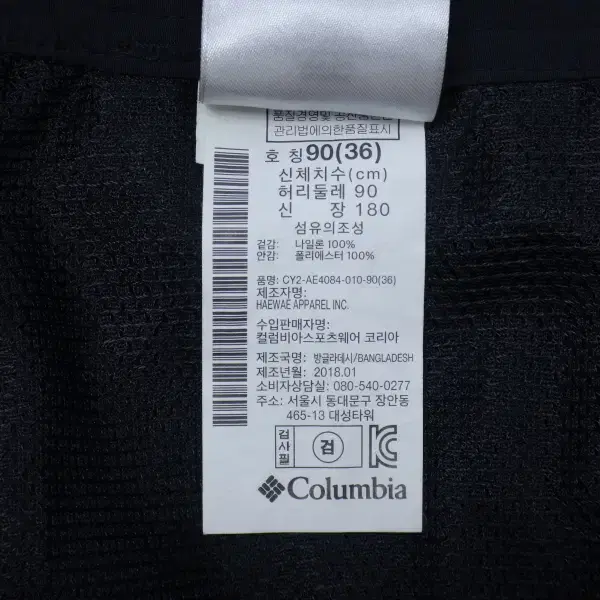 품질경영및 공산품안전
관리법에의한품질표시
호 칭 90(36)
신체치수(cm)
허리둘레 90
신 장 180
섬유의조성
겉감: 나일론 100%
안감: 폴리에스터 100%
품명: CY2-AE4084-010-90(36)
제조자명:
HAEWAE APPAREL INC.
수입판매자명:
컬럼비아스포츠웨어 코리아
제조국명: 방글라데시/BANGLADESH
제조년월: 2018.01
소비자상담실: 080-540-0277
주소: 서울시 동대문구 장안동
465-13 대성타워
검사필 검
Columbia